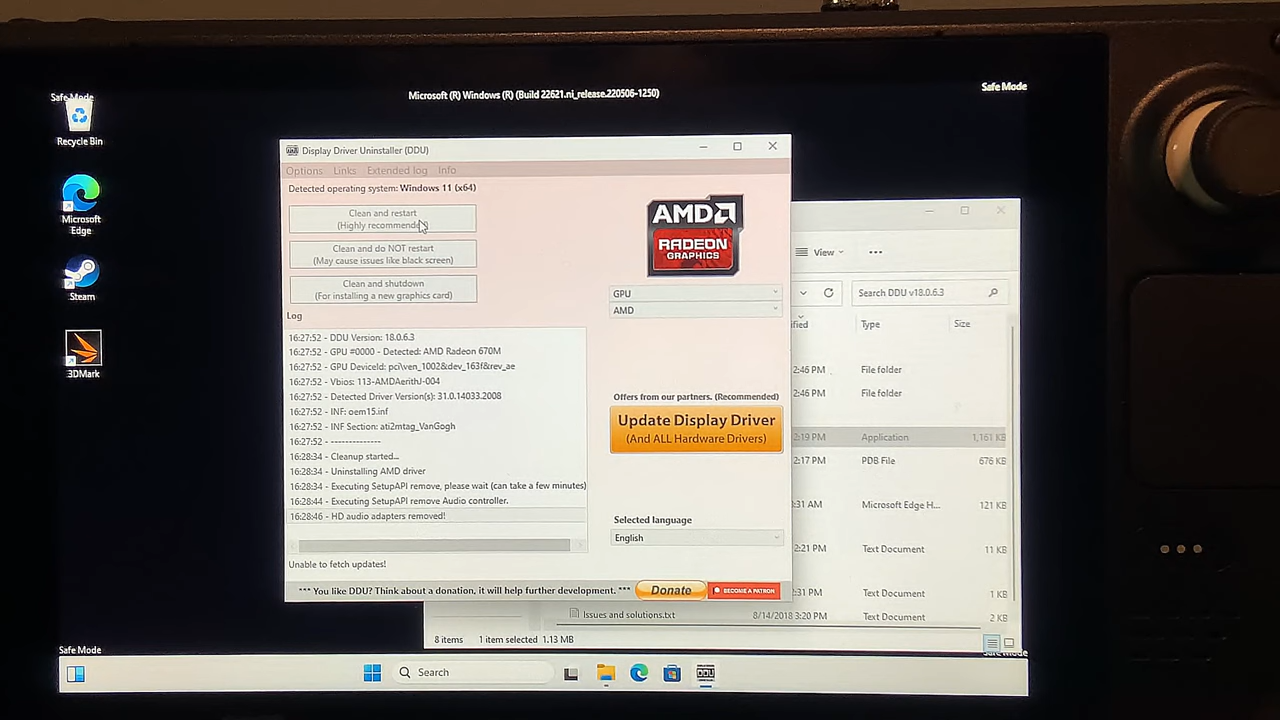 Safe Mode
Microsoft (R) Windows (R) (Build 22621.ni_release.220506-1250)
Safe Mode
Recycle Bin
Microsoft
Edge
Steam
3DMark
Display Driver Uninstaller (DDU)
Options Links Extended log Info
Detected operating system: Windows 11 (x64)
Clean and restart
(Highly recommended)
Clean and do NOT restart
(May cause issues like black screen)
Clean and shutdown
(For installing a new graphics card)
AMD
RADEON
GRAPHICS
GPU
AMD
Log
16:27:52 - DDU Version: 18.0.6.3
16:27:52 - GPU #0000 - Detected: AMD Radeon 670M
16:27:52 - GPU DeviceId: pci\ven_1002&dev_163f&rev_ae
16:27:52 - Vbios: 113-AMDAerithJ-004
16:27:52 - Detected Driver Version(s): 31.0.14033.2008
16:27:52 - INF: oem15.inf
16:27:52 - INF Section: ati2mtag_VanGogh
16:27:52 - --------------
16:28:34 - Cleanup started...
16:28:34 - Uninstalling AMD driver
16:28:34 - Executing SetupAPI remove, please wait (can take a few minutes)
16:28:44 - Executing SetupAPI remove Audio controller.
16:28:46 - HD audio adapters removed!
Offers from our partners. (Recommended)
Update Display Driver
(And ALL Hardware Drivers)
Selected language
English
Unable to fetch updates!
*** You like DDU? Think about a donation, it will help further development. ***
Donate
BECOME A PATRON
View
Search DDU v18.0.6.3
ified Type Size
2:46 PM File folder
2:46 PM File folder
2:19 PM Application 1,161 KB
2:17 PM PDB File 676 KB
:31 AM Microsoft Edge H... 121 KB
2:21 PM Text Document 11 KB
2:31 PM Text Document 1 KB
Issues and solutions.txt 8/14/2018 3:20 PM Text Document 2 KB
8 items 1 item selected 1.13 MB
Safe Mode
Safe Mode
Search